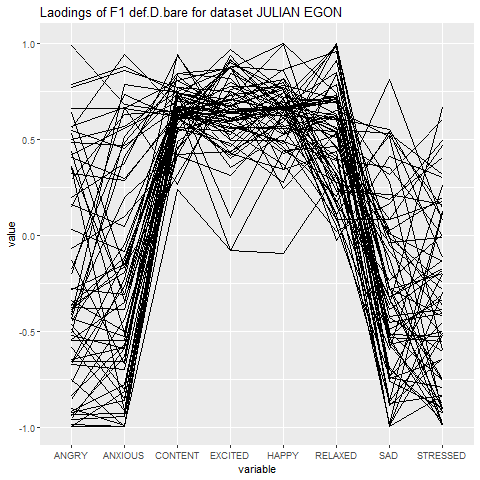 Laodings of F1 def.D.bare for dataset JULIAN EGON
1.0
0.5
0.0
-0.5
-1.0
value
ANGRY ANXIOUS CONTENT EXCITED HAPPY RELAXED SAD STRESSED
variable